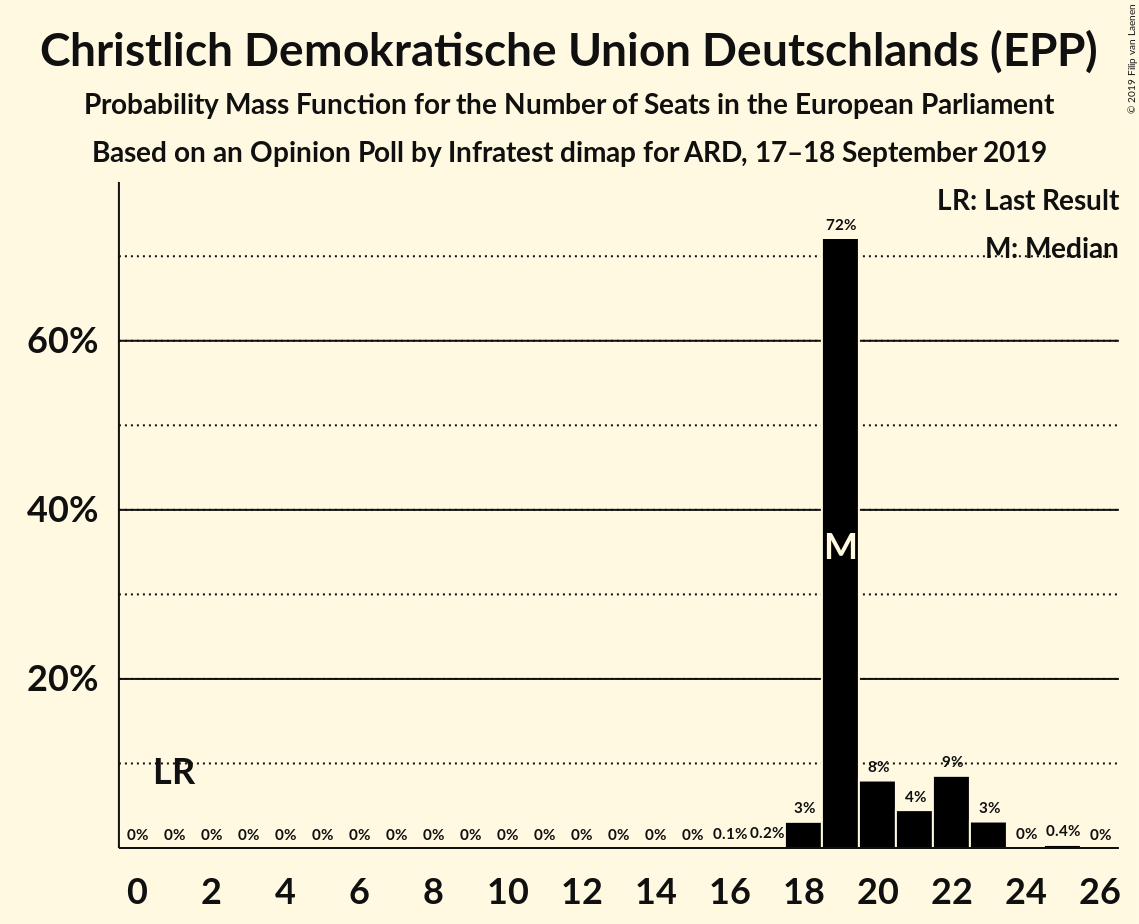 Christlich Demokratische Union Deutschlands (EPP)
Probability Mass Function for the Number of Seats in the European Parliament
Based on an Opinion Poll by Infratest dimap for ARD, 17–18 September 2019
© 2019 Filip van Laenen
LR: Last Result
M: Median
72%
60%
40%
M
20%
LR
0% 0% 0% 0% 0% 0% 0% 0% 0% 0% 0% 0% 0% 0% 0% 0% 0.1% 0.2% 3% 8% 4% 9% 3% 0% 0.4% 0%
0 2 4 6 8 10 12 14 16 18 20 22 24 26